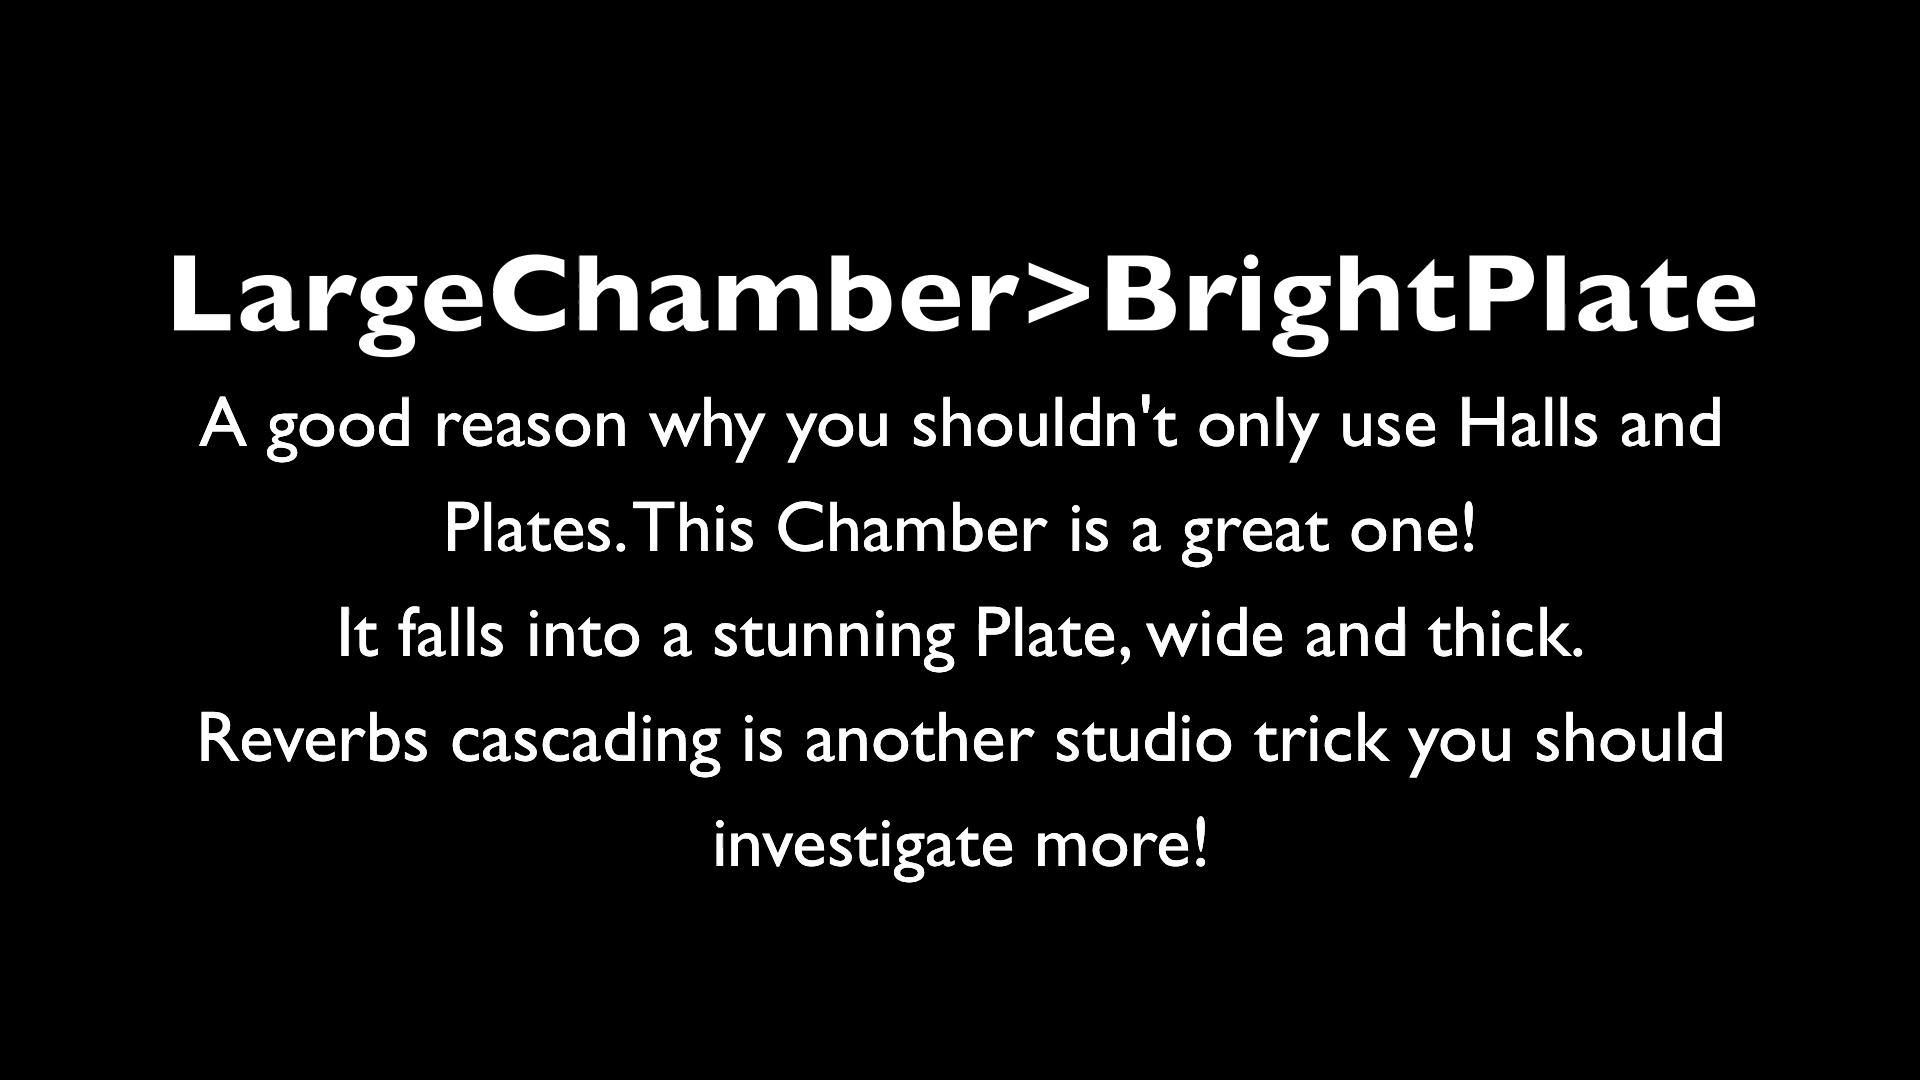 LargeChamber>BrightPlate
A good reason why you shouldn't only use Halls and
Plates. This Chamber is a great one!
It falls into a stunning Plate, wide and thick.
Reverbs cascading is another studio trick you should
investigate more!